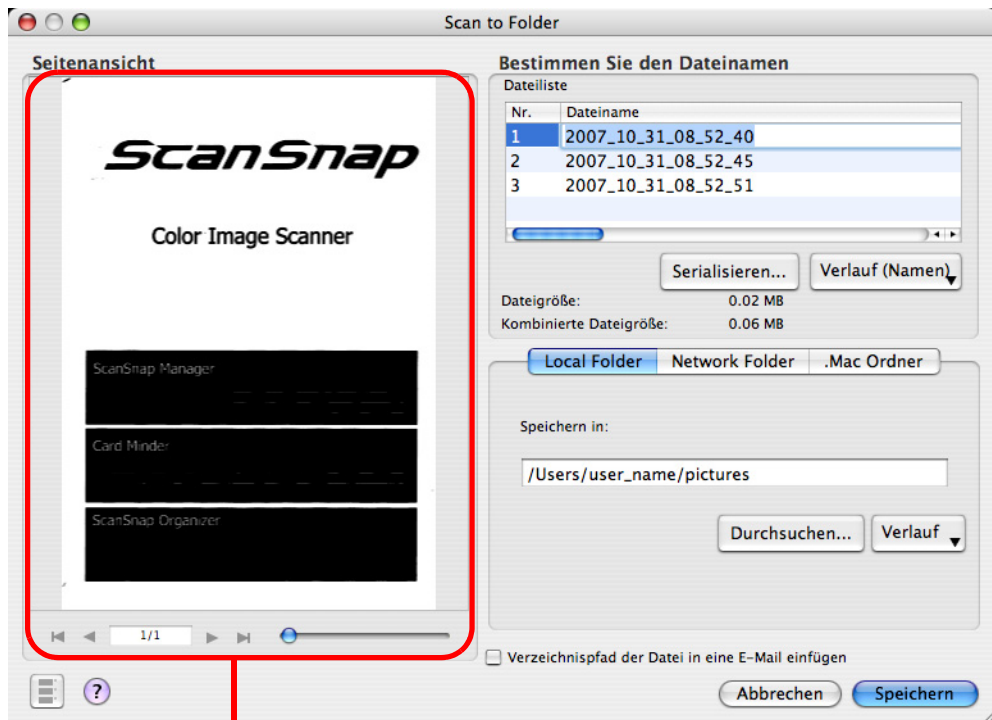 Scan to Folder
Seitenansicht
ScanSnap
Color Image Scanner
ScanSnap Manager
Card Minder
ScanSnap Organizer
1/1
?
Bestimmen Sie den Dateinamen
Dateiliste
Nr. Dateiname
1 2007_10_31_08_52_40
2 2007_10_31_08_52_45
3 2007_10_31_08_52_51
Serialisieren... Verlauf (Namen)
Dateigröße: 0.02 MB
Kombinierte Dateigröße: 0.06 MB
Local Folder Network Folder .Mac Ordner
Speichern in:
/Users/user_name/pictures
Durchsuchen... Verlauf
Verzeichnispfad der Datei in eine E-Mail einfügen
Abbrechen Speichern